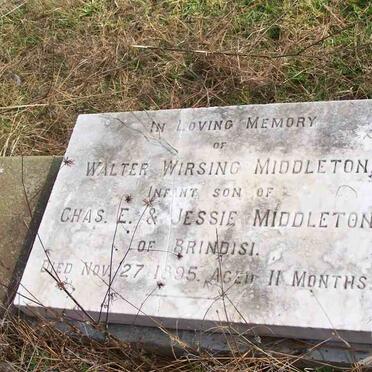 In Loving Memory
of
Walter Wirsing Middleton,
Infant son of
Chas. E. & Jessie Middleton
of Brindisi.
Died Nov. 27 1895. Aged 11 Months.